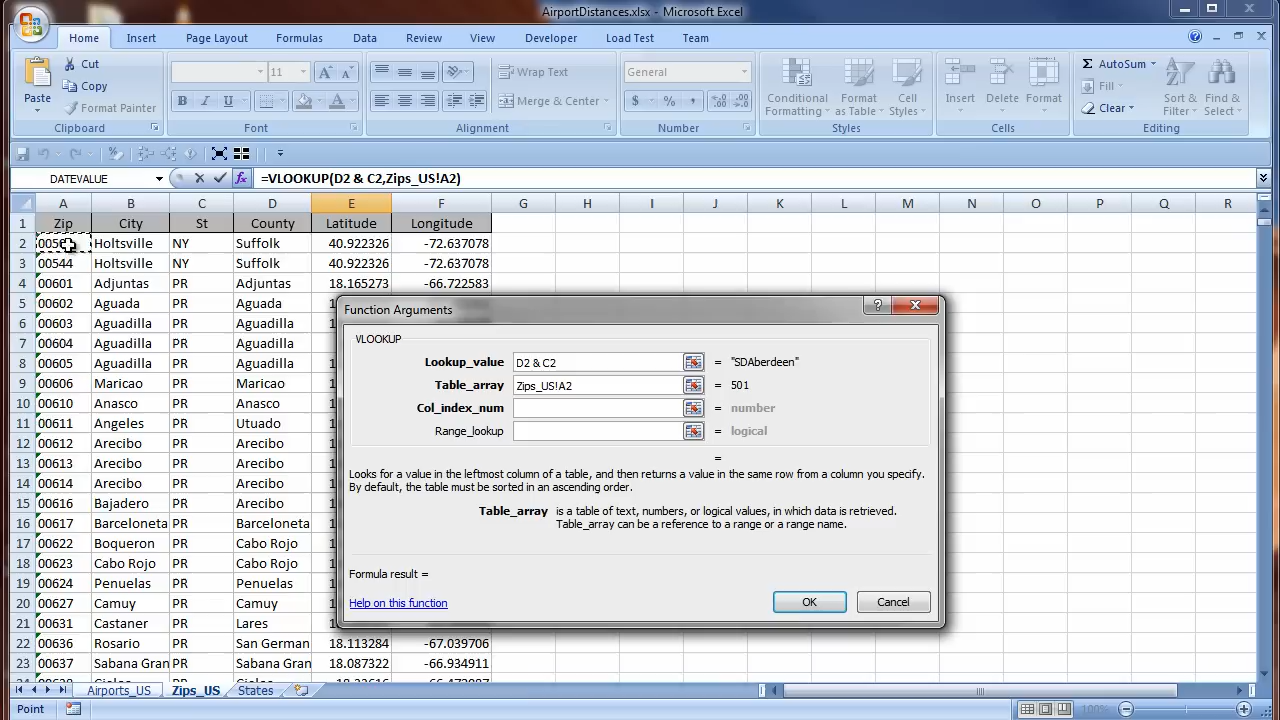 AirportDistances.xlsx - Microsoft Excel
Home Insert Page Layout Formulas Data Review View Developer Load Test Team
Paste Cut Copy Format Painter
11
Wrap Text
Merge & Center
General
$ % ,
Conditional Formatting Format as Table Cell Styles
Insert Delete Format
AutoSum Fill Clear
Sort & Filter Find & Select
Clipboard Font Alignment Number Styles Cells Editing
DATEVALUE =VLOOKUP(D2 & C2,Zips_US!A2)
A B C D E F G H I J K L M N O P Q R
1 Zip City St County Latitude Longitude
2 Holtsville NY Suffolk 40.922326 -72.637078
3 00544 Holtsville NY Suffolk 40.922326 -72.637078
4 00601 Adjuntas PR Adjuntas 18.165273 -66.722583
5 00602 Aguada PR Aguada
6 00603 Aguadilla PR Aguadilla
7 00604 Aguadilla PR Aguadilla
8 00605 Aguadilla PR Aguadilla
9 00606 Maricao PR Maricao
10 00610 Anasco PR Anasco
11 00611 Angeles PR Utuado
12 00612 Arecibo PR Arecibo
13 00613 Arecibo PR Arecibo
14 00614 Arecibo PR Arecibo
15 00616 Bajadero PR Arecibo
16 00617 Barceloneta PR Barceloneta
17 00622 Boqueron PR Cabo Rojo
18 00623 Cabo Rojo PR Cabo Rojo
19 00624 Penuelas PR Penuelas
20 00627 Camuy PR Camuy
21 00631 Castaner PR Lares
22 00636 Rosario PR San German 18.113284 -67.039706
23 00637 Sabana Gran PR Sabana Gran 18.087322 -66.934911
Function Arguments
VLOOKUP
Lookup_value D2 & C2 = "SDAberdeen"
Table_array Zips_US!A2 = 501
Col_index_num = number
Range_lookup = logical
=
Looks for a value in the leftmost column of a table, and then returns a value in the same row from a column you specify.
By default, the table must be sorted in an ascending order.
Table_array is a table of text, numbers, or logical values, in which data is retrieved.
Table_array can be a reference to a range or a range name.
Formula result =
Help on this function OK Cancel
Airports_US Zips_US States
Point 100%